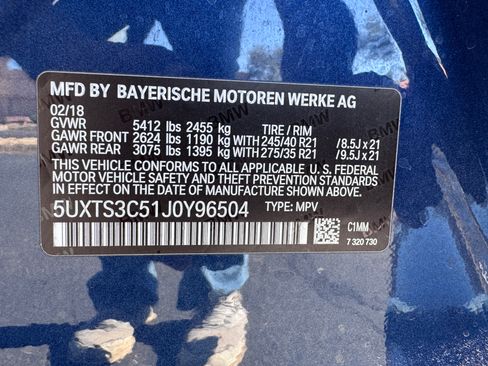 MFD BY BAYERISCHE MOTOREN WERKE AG
02/18
GVWR 5412 lbs 2455 kg TIRE / RIM
GAWR FRONT 2624 lbs 1190 kg WITH 245/40 R21 /8.5J x 21
GAWR REAR 3075 lbs 1395 kg WITH 275/35 R21 /9.5J x 21
THIS VEHICLE CONFORMS TO ALL APPLICABLE U.S. FEDERAL
MOTOR VEHICLE SAFETY STANDARDS IN EFFECT ON THE
DATE OF MANUFACTURE SHOWN ABOVE.
5UXTS3C51J0Y96504 TYPE: MPV
C1MM
7 320 730